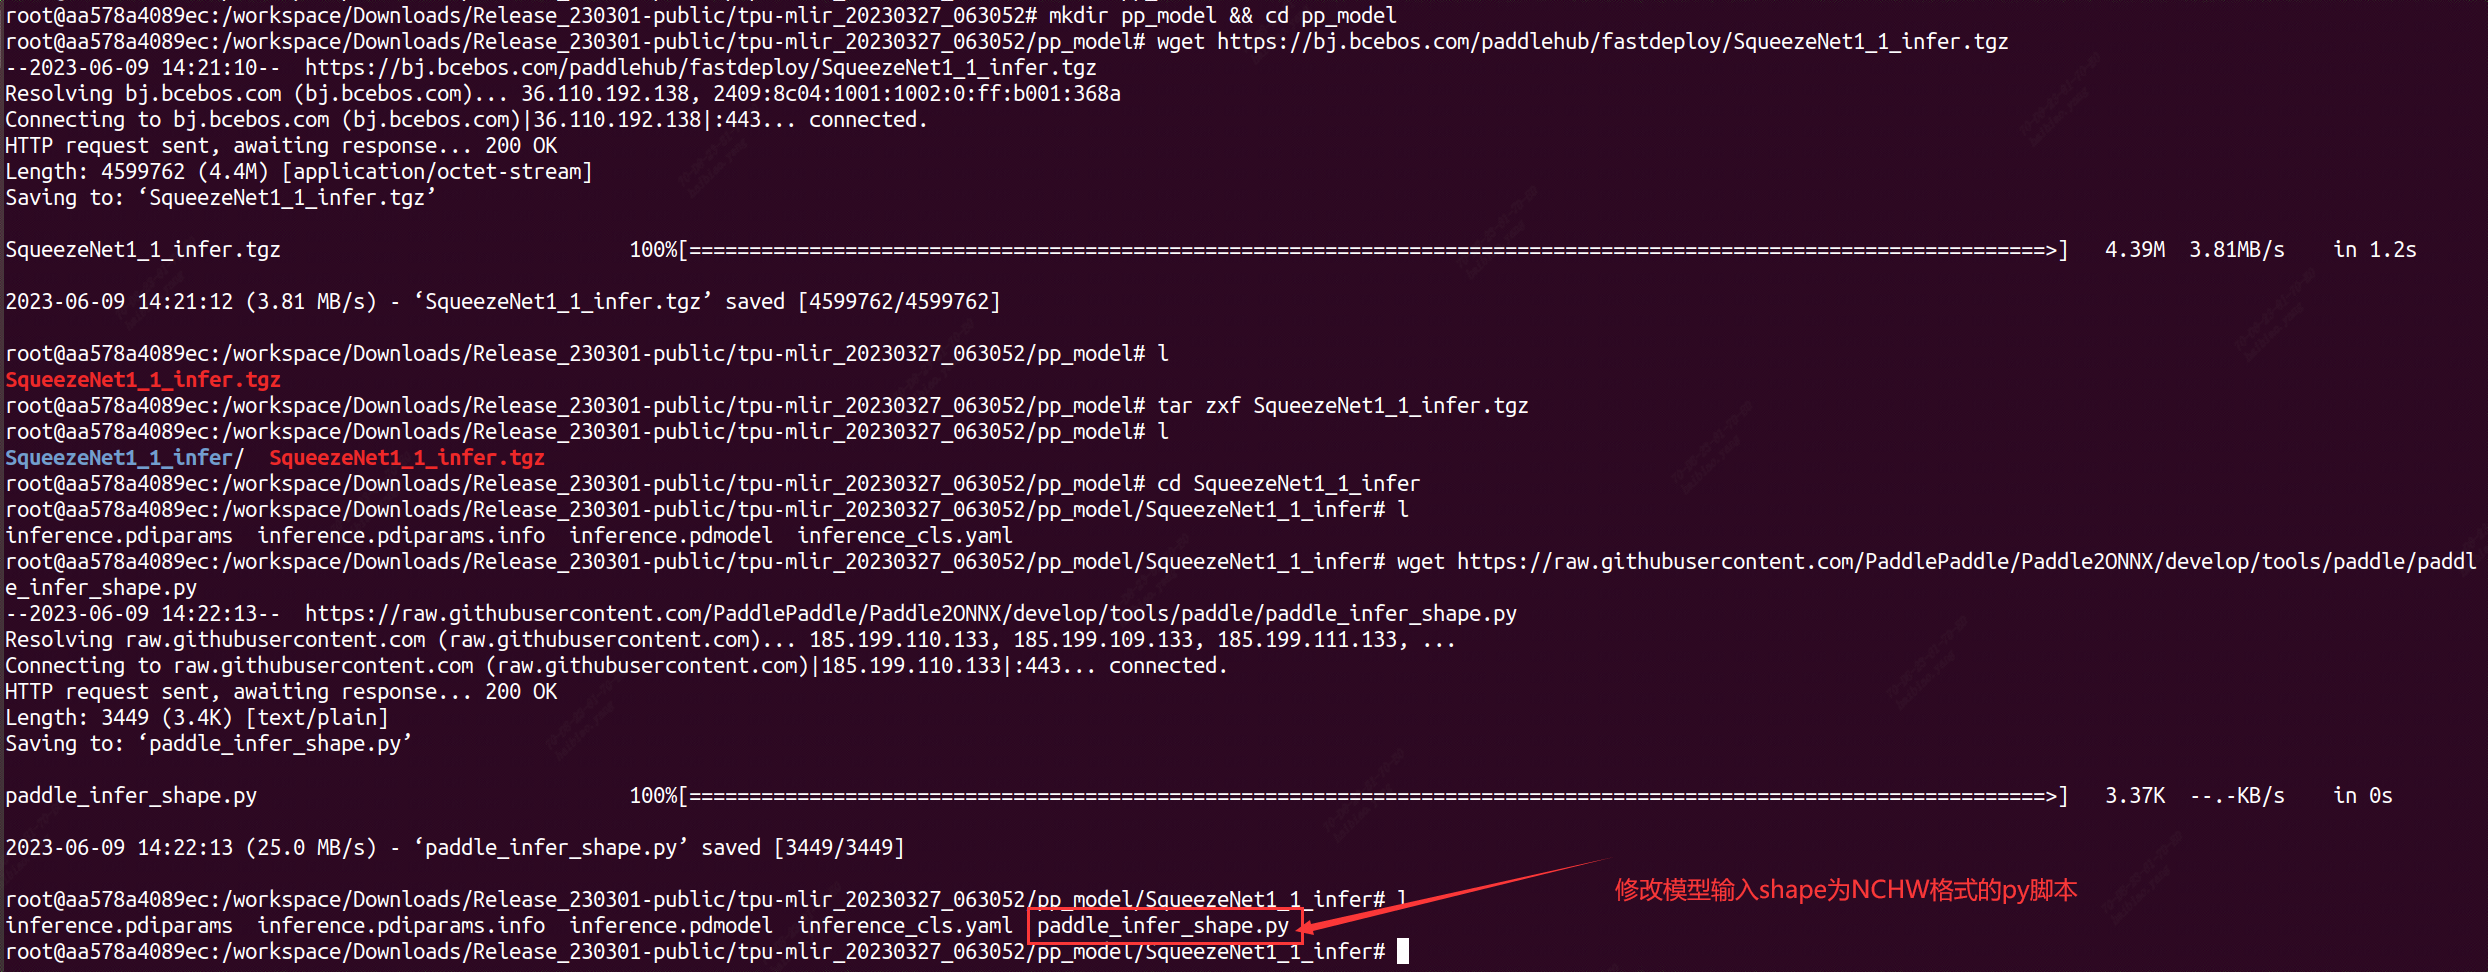 root@aa578a4089ec:/workspace/Downloads/Release_230301-public/tpu-mlir_20230327_063052# mkdir pp_model && cd pp_model
root@aa578a4089ec:/workspace/Downloads/Release_230301-public/tpu-mlir_20230327_063052/pp_model# wget https://bj.bcebos.com/paddlehub/fastdeploy/SqueezeNet1_1_infer.tgz
--2023-06-09 14:21:10--  https://bj.bcebos.com/paddlehub/fastdeploy/SqueezeNet1_1_infer.tgz
Resolving bj.bcebos.com (bj.bcebos.com)... 36.110.192.138, 2409:8c04:1001:1002:0:ff:b001:368a
Connecting to bj.bcebos.com (bj.bcebos.com)|36.110.192.138|:443... connected.
HTTP request sent, awaiting response... 200 OK
Length: 4599762 (4.4M) [application/octet-stream]
Saving to: ‘SqueezeNet1_1_infer.tgz’
SqueezeNet1_1_infer.tgz 100%[=================================================================================================================>] 4.39M 3.81MB/s in 1.2s
2023-06-09 14:21:12 (3.81 MB/s) - ‘SqueezeNet1_1_infer.tgz’ saved [4599762/4599762]
root@aa578a4089ec:/workspace/Downloads/Release_230301-public/tpu-mlir_20230327_063052/pp_model# l
SqueezeNet1_1_infer.tgz
root@aa578a4089ec:/workspace/Downloads/Release_230301-public/tpu-mlir_20230327_063052/pp_model# tar zxf SqueezeNet1_1_infer.tgz
root@aa578a4089ec:/workspace/Downloads/Release_230301-public/tpu-mlir_20230327_063052/pp_model# l
SqueezeNet1_1_infer/  SqueezeNet1_1_infer.tgz
root@aa578a4089ec:/workspace/Downloads/Release_230301-public/tpu-mlir_20230327_063052/pp_model# cd SqueezeNet1_1_infer
root@aa578a4089ec:/workspace/Downloads/Release_230301-public/tpu-mlir_20230327_063052/pp_model/SqueezeNet1_1_infer# l
inference.pdiparams  inference.pdiparams.info  inference.pdmodel  inference_cls.yaml
root@aa578a4089ec:/workspace/Downloads/Release_230301-public/tpu-mlir_20230327_063052/pp_model/SqueezeNet1_1_infer# wget https://raw.githubusercontent.com/PaddlePaddle/Paddle2ONNX/develop/tools/paddle/paddl
e_infer_shape.py
--2023-06-09 14:22:13--  https://raw.githubusercontent.com/PaddlePaddle/Paddle2ONNX/develop/tools/paddle/paddle_infer_shape.py
Resolving raw.githubusercontent.com (raw.githubusercontent.com)... 185.199.110.133, 185.199.109.133, 185.199.111.133, ...
Connecting to raw.githubusercontent.com (raw.githubusercontent.com)|185.199.110.133|:443... connected.
HTTP request sent, awaiting response... 200 OK
Length: 3449 (3.4K) [text/plain]
Saving to: ‘paddle_infer_shape.py’
paddle_infer_shape.py 100%[=================================================================================================================>] 3.37K --.-KB/s in 0s
2023-06-09 14:22:13 (25.0 MB/s) - ‘paddle_infer_shape.py’ saved [3449/3449]
root@aa578a4089ec:/workspace/Downloads/Release_230301-public/tpu-mlir_20230327_063052/pp_model/SqueezeNet1_1_infer# l
修改模型输入shape为NCHW格式的py脚本
inference.pdiparams  inference.pdiparams.info  inference.pdmodel  inference_cls.yaml  paddle_infer_shape.py
root@aa578a4089ec:/workspace/Downloads/Release_230301-public/tpu-mlir_20230327_063052/pp_model/SqueezeNet1_1_infer#